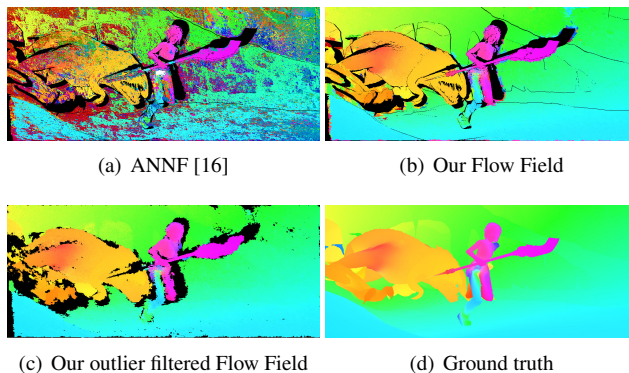 (a) ANNF [16]
(b) Our Flow Field
(c) Our outlier filtered Flow Field
(d) Ground truth